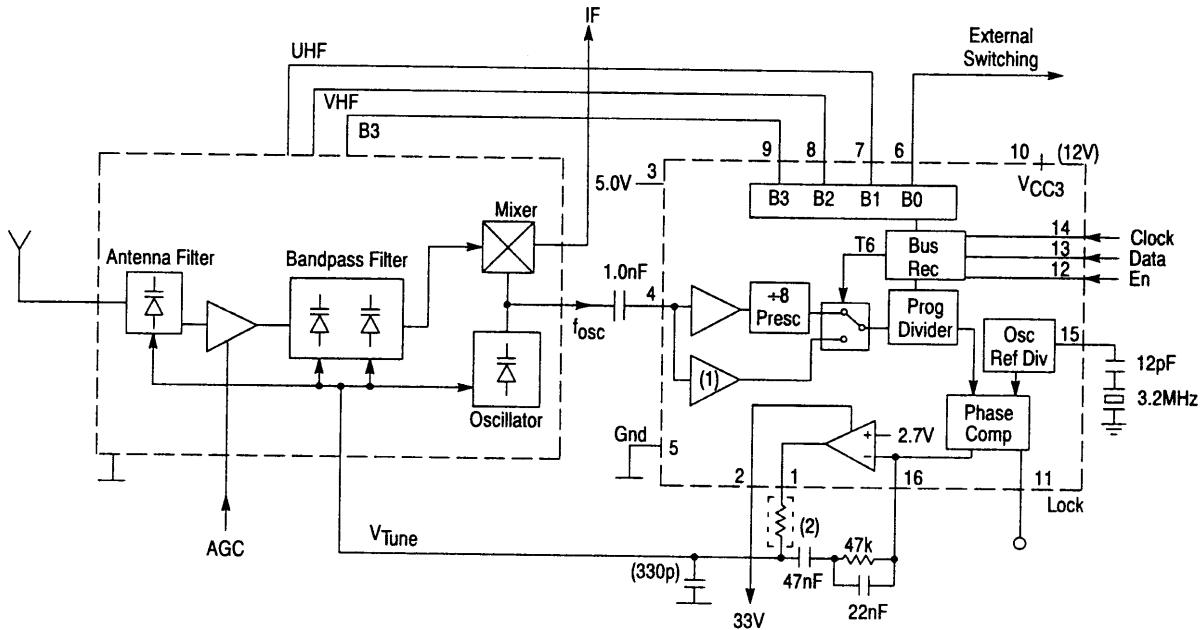 IF
UHF
External
Switching
VHF
B3
9
8
7
6
10
(12V)
VCC3
3
5.0V
B3
B2
B1
B0
Mixer
T6
Bus
Rec
14
Clock
13
Data
12
En
Antenna Filter
Bandpass Filter
1.0nF
4
fosc
÷8
Presc
Prog
Divider
Osc
Ref Div
15
12pF
3.2MHz
(1)
Oscillator
Phase
Comp
Gnd
5
+
2.7V
–
2
1
16
11
Lock
AGC
VTune
(2)
(330p)
47nF
47k
22nF
33V